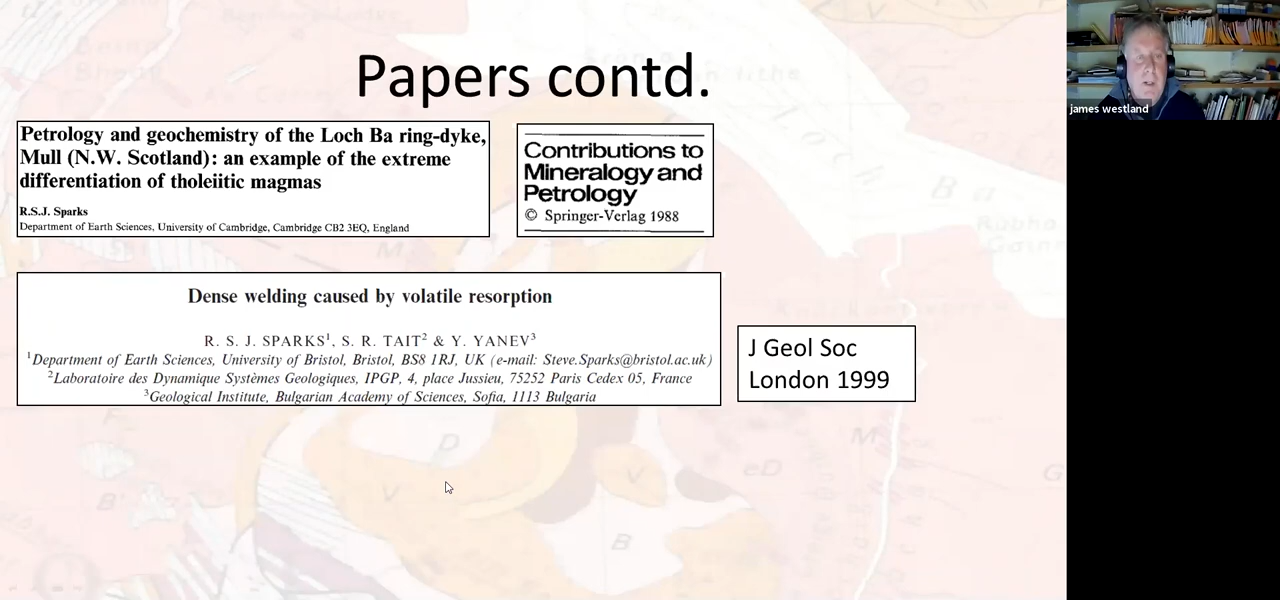 Papers contd.
Petrology and geochemistry of the Loch Ba ring-dyke,
Mull (N.W. Scotland): an example of the extreme
differentiation of tholeiitic magmas
R.S.J. Sparks
Department of Earth Sciences, University of Cambridge, Cambridge CB2 3EQ, England
Contributions to
Mineralogy and
Petrology
© Springer-Verlag 1988
Dense welding caused by volatile resorption
R. S. J. SPARKS¹, S. R. TAIT² & Y. YANEV³
¹Department of Earth Sciences, University of Bristol, Bristol, BS8 1RJ, UK (e-mail: Steve.Sparks@bristol.ac.uk)
²Laboratoire des Dynamique Systèmes Geologiques, IPGP, 4, place Jussieu, 75252 Paris Cedex 05, France
³Geological Institute, Bulgarian Academy of Sciences, Sofia, 1113 Bulgaria
J Geol Soc
London 1999
james westland
M
D
V
V
B
B'
eD
M